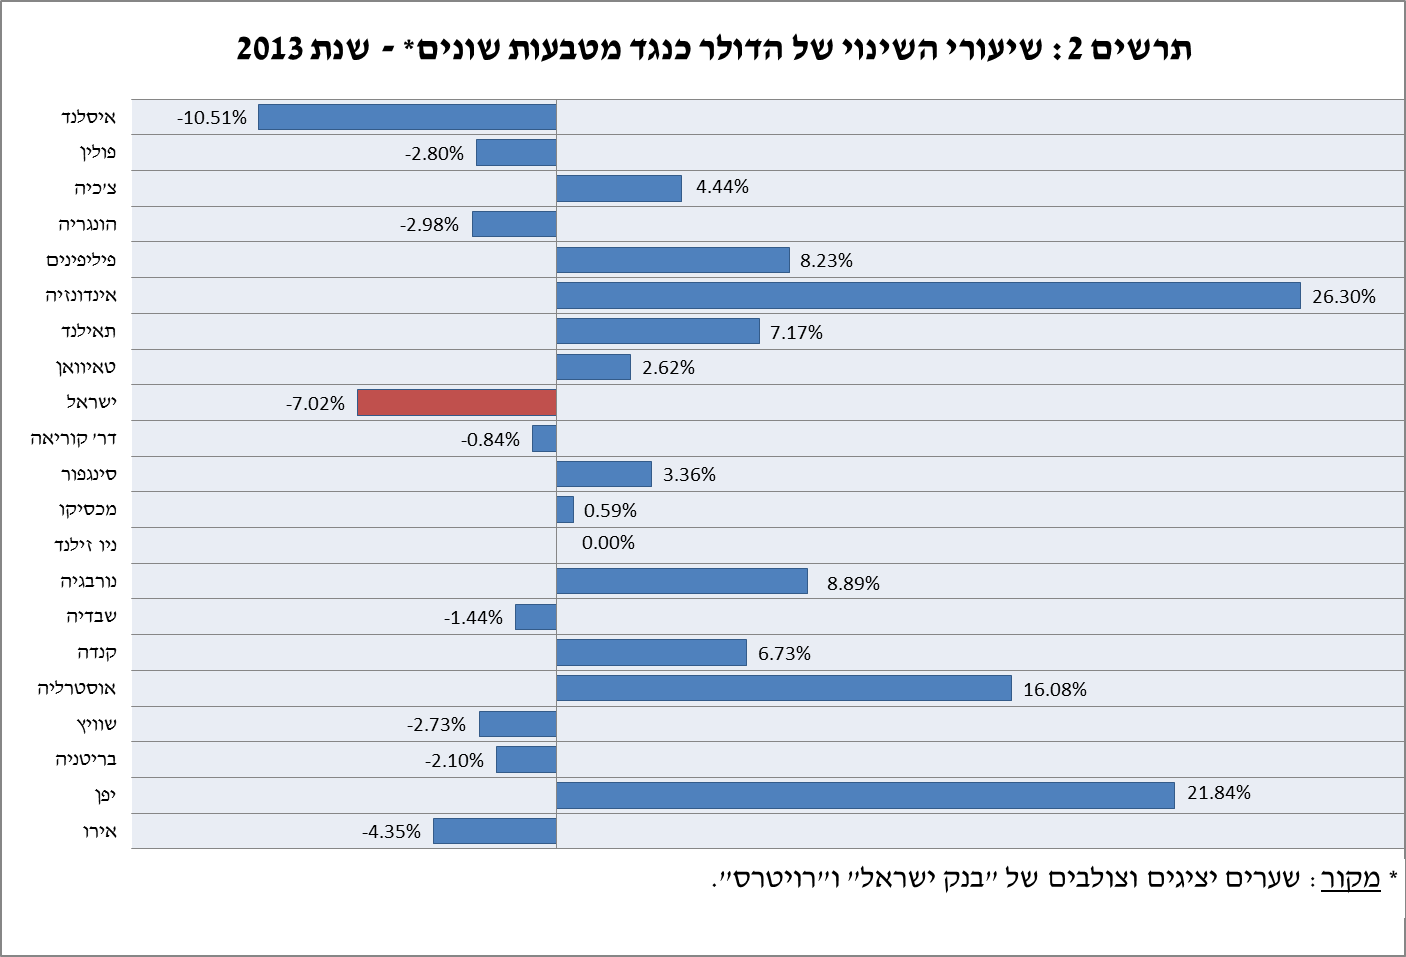 תרשים 2: שיעורי השינוי של הדולר כנגד מטבעות שונים* - שנת 2013
איסלנד -10.51%
פולין -2.80%
צ'כיה 4.44%
הונגריה -2.98%
פיליפינים 8.23%
אינדונזיה 26.30%
תאילנד 7.17%
טאיוואן 2.62%
ישראל -7.02%
דר' קוריאה -0.84%
סינגפור 3.36%
מכסיקו 0.59%
ניו זילנד 0.00%
נורבגיה 8.89%
שבדיה -1.44%
קנדה 6.73%
אוסטרליה 16.08%
שוויץ -2.73%
בריטניה -2.10%
יפן 21.84%
אירו -4.35%
* מקור: שערים יציגים וצולבים של "בנק ישראל" ו"רויטרס".